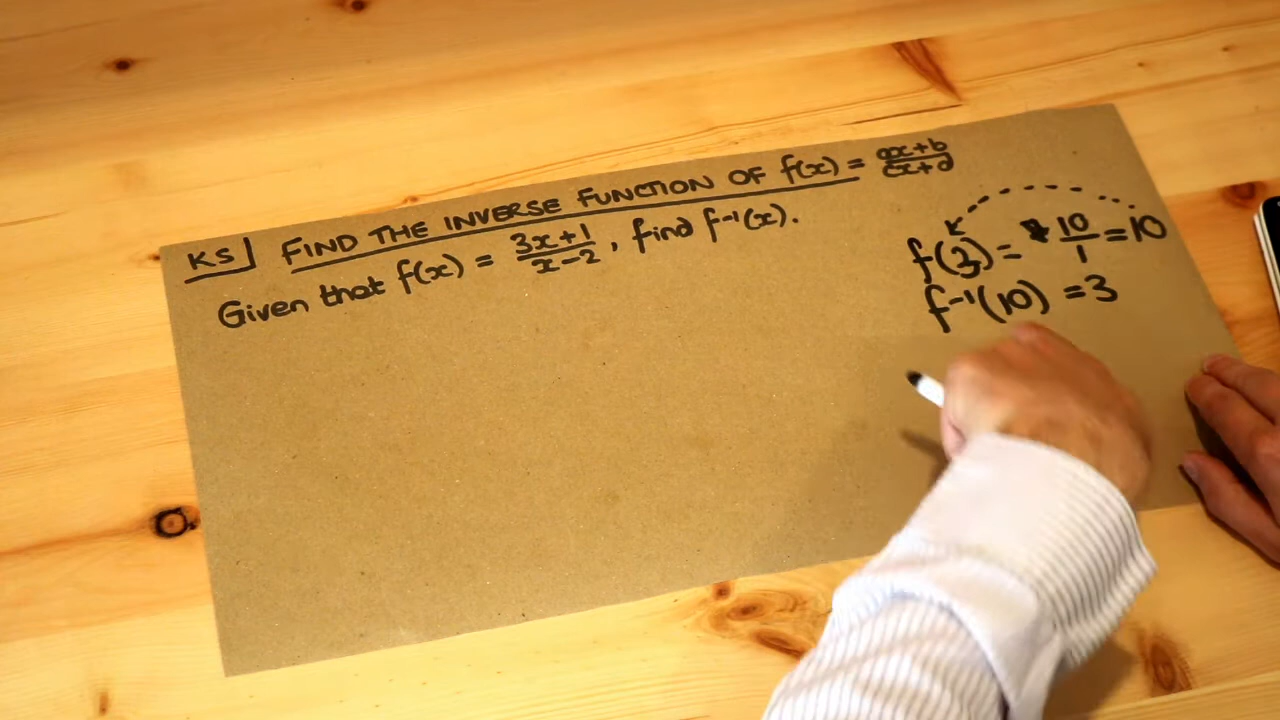 KS FIND THE INVERSE FUNCTION OF f(x) = ax+b/cx+d
Given that f(x) = 3x+1/x-2, find f⁻¹(x).
f(3) = 10/1 = 10
f⁻¹(10) = 3